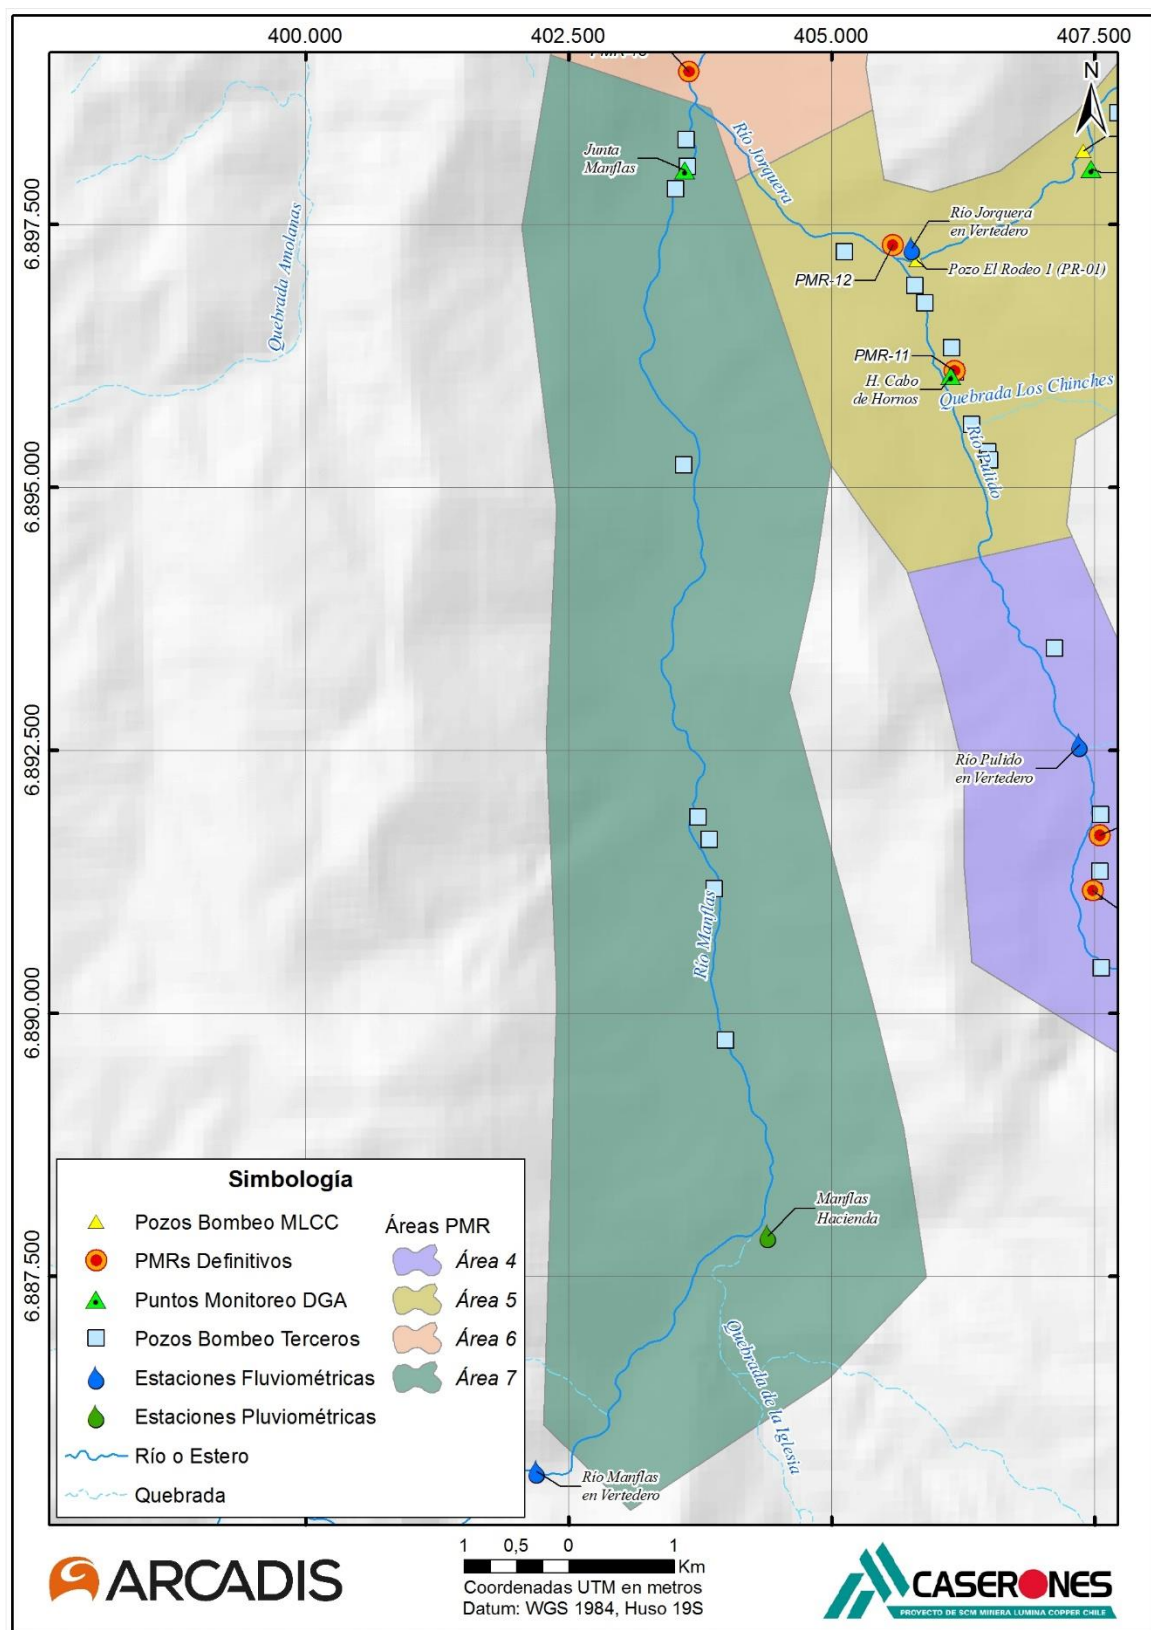 400.000
402.500
405.000
407.500
N
PMR-13
Río Jorquera
Junta
Manflas
6.897.500
Río Jorquera
en Vertedero
Quebrada Amolanas
Pozo El Rodeo 1 (PR-01)
PMR-12
PMR-11
H. Cabo
de Hornos
Quebrada Los Chinches
Río Pulido
6.895.000
6.892.500
Río Pulido
en Vertedero
Río Manflas
6.890.000
Manflas
Hacienda
6.887.500
Quebrada de la Iglesia
Río Manflas
en Vertedero
Simbología
Pozos Bombeo MLCC
PMRs Definitivos
Puntos Monitoreo DGA
Pozos Bombeo Terceros
Estaciones Fluviométricas
Estaciones Pluviométricas
Río o Estero
Quebrada
Áreas PMR
Área 4
Área 5
Área 6
Área 7
ARCADIS
1 0,5 0 1
Km
Coordenadas UTM en metros
Datum: WGS 1984, Huso 19S
CASERONES
PROYECTO DE SCM MINERA LUMINA COPPER CHILE